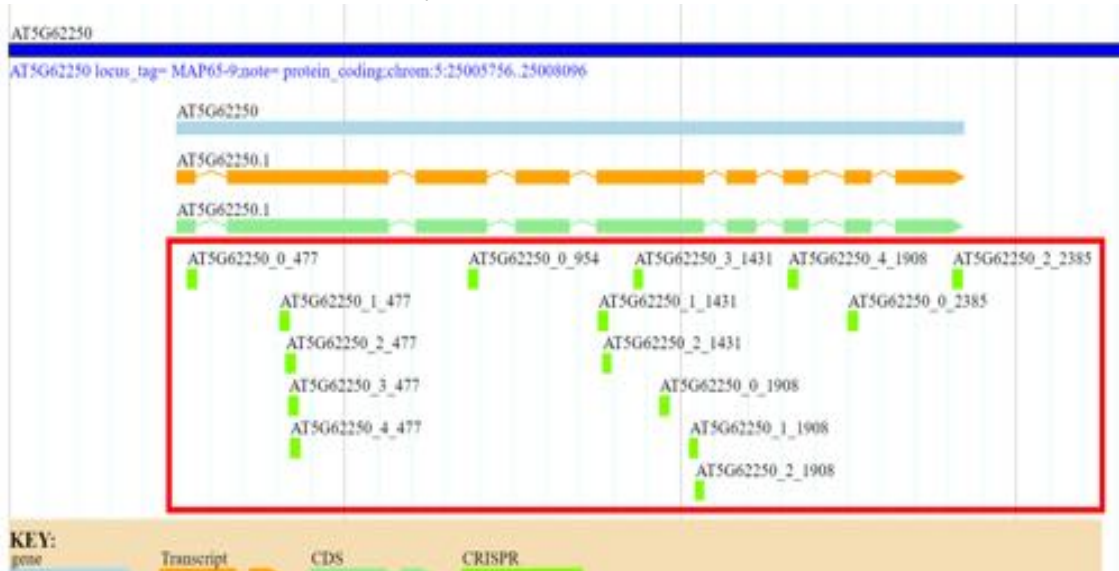 AT5G62250
AT5G62250 locus_tag= MAP65-9;note= protein_coding;chrom:5:25005756..25008096
AT5G62250
AT5G62250.1
AT5G62250.1
AT5G62250_0_477 AT5G62250_0_954 AT5G62250_3_1431 AT5G62250_4_1908 AT5G62250_2_2385
AT5G62250_1_477 AT5G62250_1_1431 AT5G62250_0_2385
AT5G62250_2_477 AT5G62250_2_1431
AT5G62250_3_477 AT5G62250_0_1908
AT5G62250_4_477 AT5G62250_1_1908
AT5G62250_2_1908
KEY:
gene Transcript CDS CRISPR